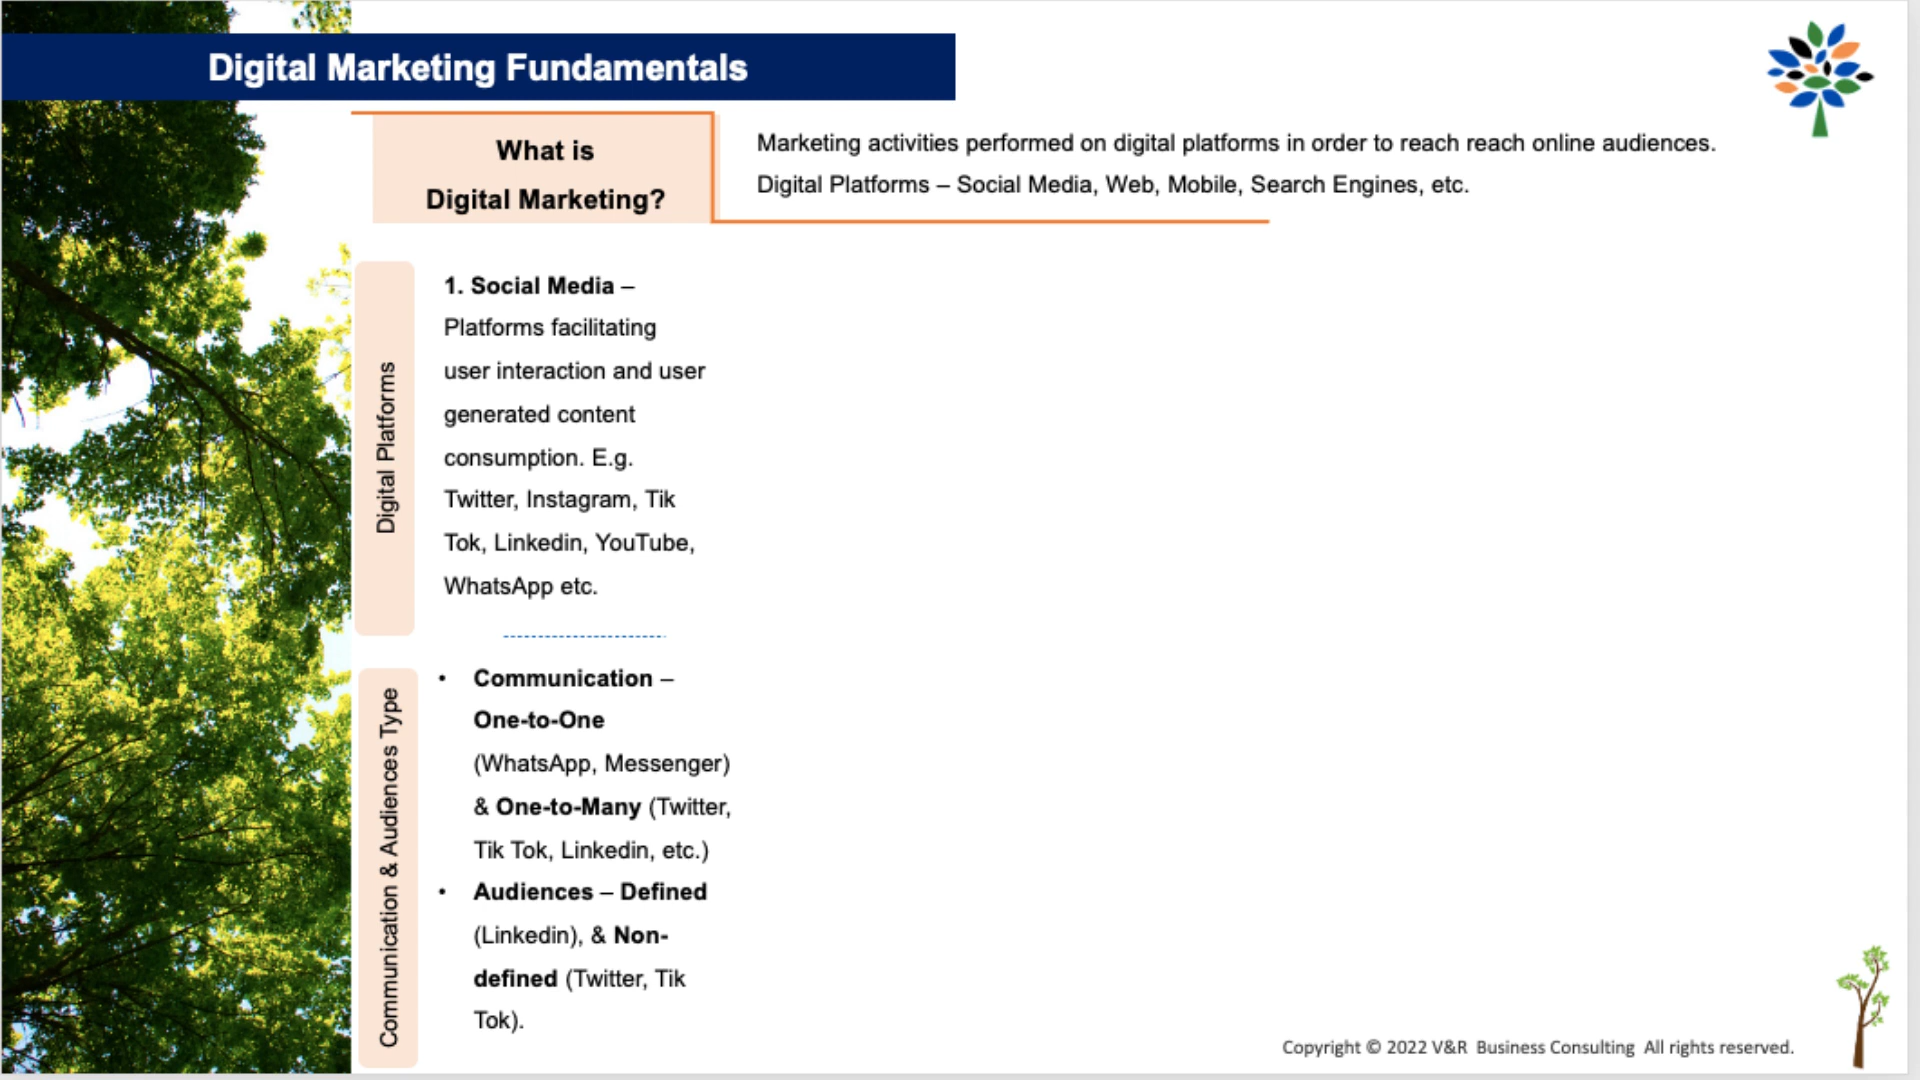 Digital Marketing Fundamentals
What is
Digital Marketing?
Marketing activities performed on digital platforms in order to reach reach online audiences.
Digital Platforms – Social Media, Web, Mobile, Search Engines, etc.
Digital Platforms
1. Social Media –
Platforms facilitating
user interaction and user
generated content
consumption. E.g.
Twitter, Instagram, Tik
Tok, Linkedin, YouTube,
WhatsApp etc.
Communication & Audiences Type
• Communication –
One-to-One
(WhatsApp, Messenger)
& One-to-Many (Twitter,
Tik Tok, Linkedin, etc.)
• Audiences – Defined
(Linkedin), & Non-
defined (Twitter, Tik
Tok).
Copyright © 2022 V&R Business Consulting All rights reserved.